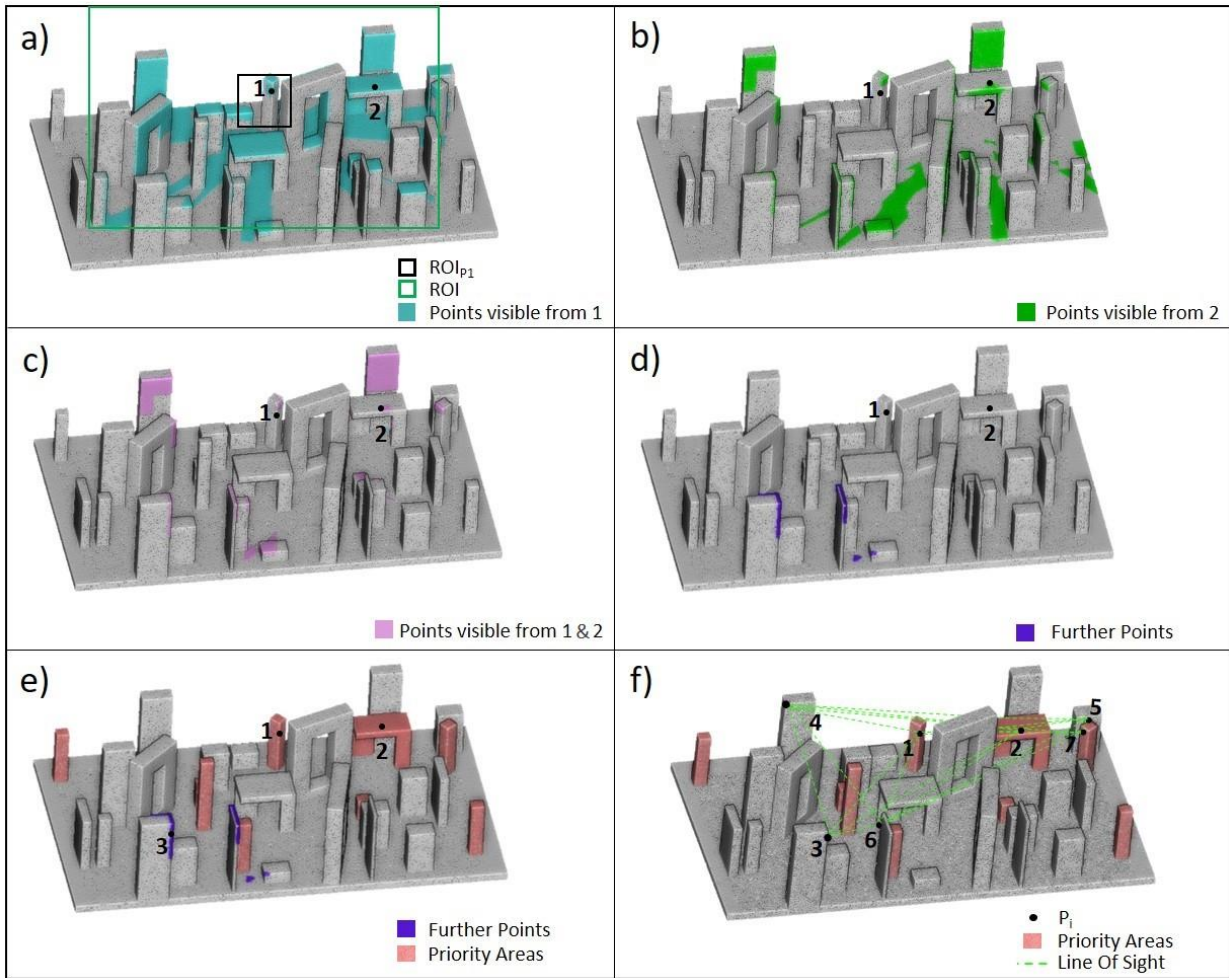 a)
1
2
ROI_P1
ROI
Points visible from 1
b)
1
2
Points visible from 2
c)
1
2
Points visible from 1 & 2
d)
1
2
Further Points
e)
1
2
3
Further Points
Priority Areas
f)
4
5
1
2
7
3
6
P_i
Priority Areas
Line Of Sight